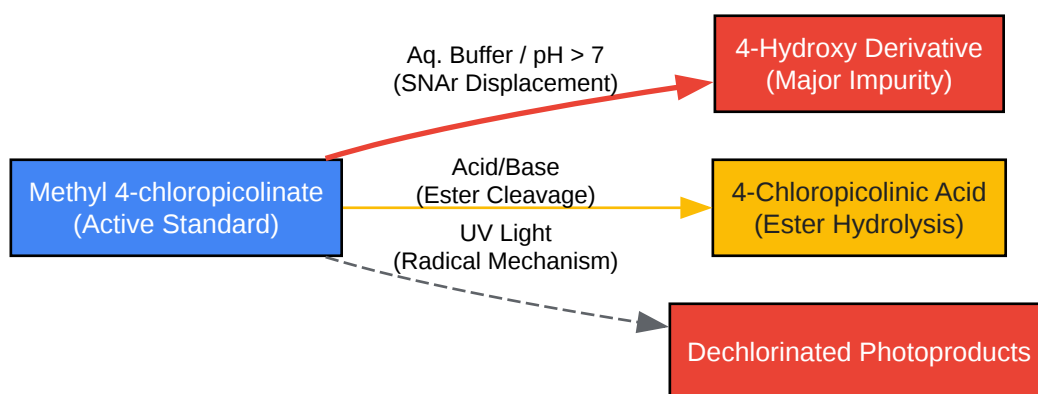 Aq. Buffer / pH > 7
(SNAr Displacement)
4-Hydroxy Derivative
(Major Impurity)
Methyl 4-chloropicolinate
(Active Standard)
Acid/Base
(Ester Cleavage)
4-Chloropicolinic Acid
(Ester Hydrolysis)
UV Light
(Radical Mechanism)
Dechlorinated Photoproducts